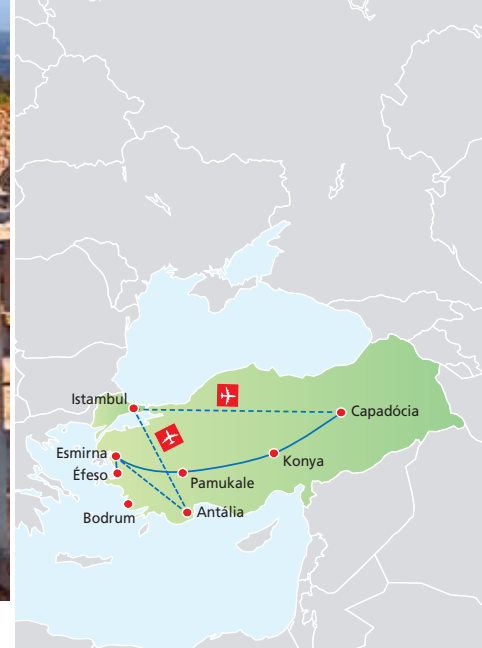 Istambul
Capadócia
Esmirna
Konya
Éfeso
Pamukale
Bodrum
Antália